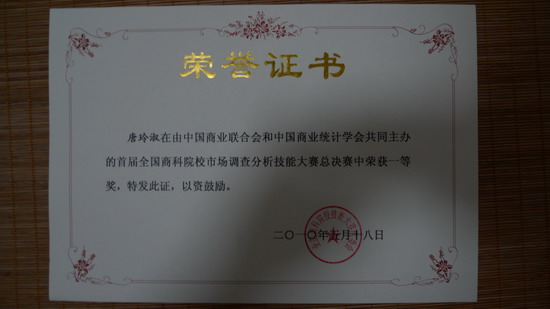 荣誉证书
唐玲淑在由中国商业联合会和中国商业统计学会共同主办
的首届全国商科院校市场调查分析技能大赛总决赛中荣获一等
奖,特发此证,以资鼓励。
二〇一〇年五月十八日